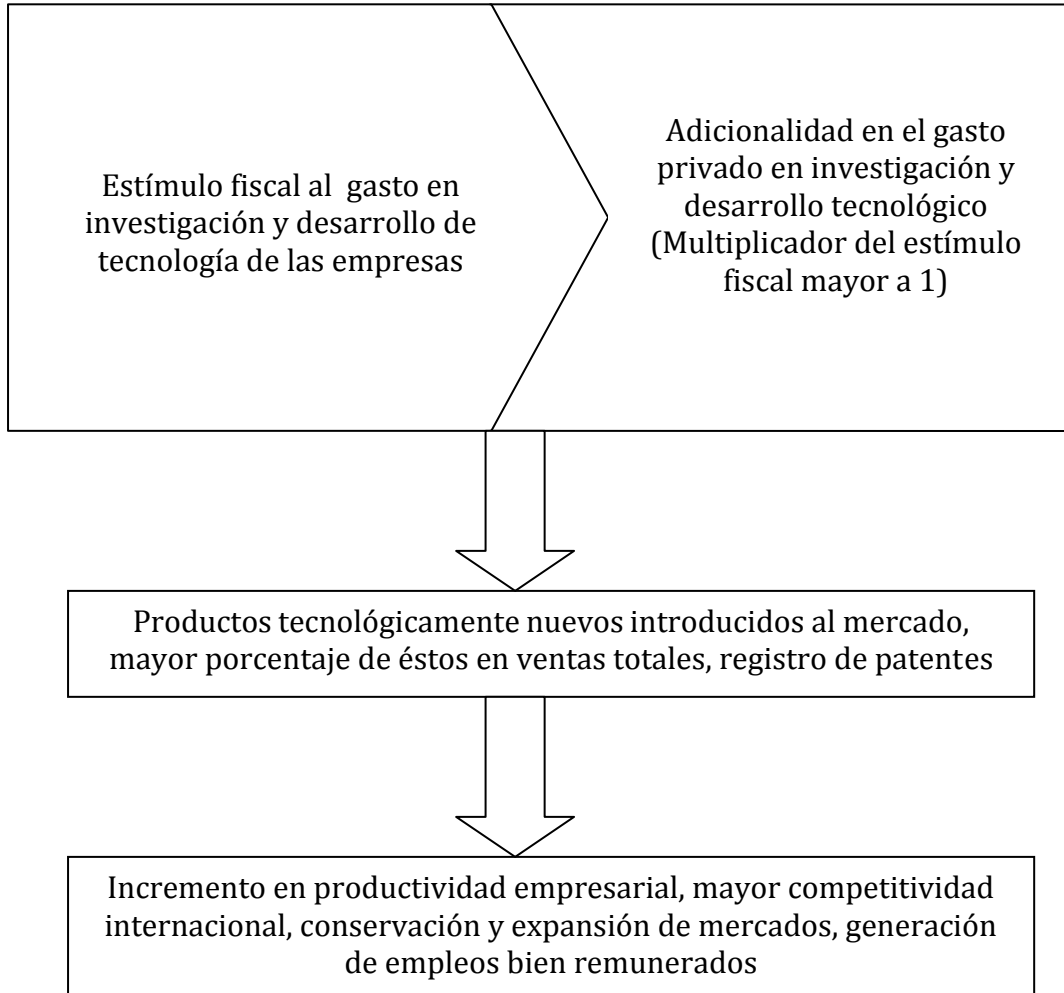 Estímulo fiscal al gasto en
investigación y desarrollo de
tecnología de las empresas
Adicionalidad en el gasto
privado en investigación y
desarrollo tecnológico
(Multiplicador del estímulo
fiscal mayor a 1)
Productos tecnológicamente nuevos introducidos al mercado,
mayor porcentaje de éstos en ventas totales, registro de patentes
Incremento en productividad empresarial, mayor competitividad
internacional, conservación y expansión de mercados, generación
de empleos bien remunerados